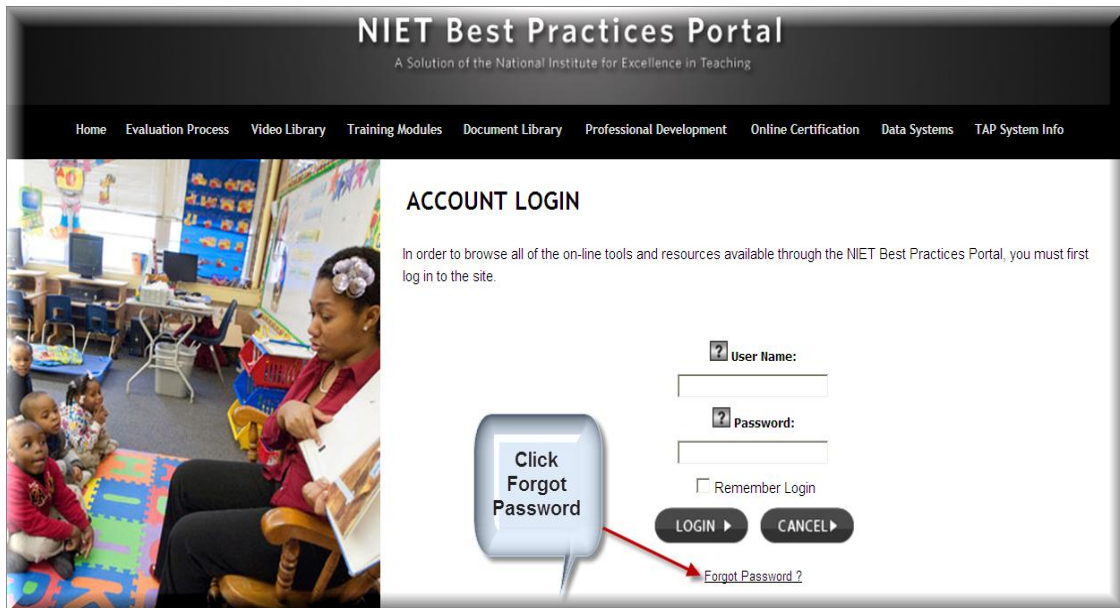 NIET Best Practices Portal
A Solution of the National Institute for Excellence in Teaching
Home Evaluation Process Video Library Training Modules Document Library Professional Development Online Certification Data Systems TAP System Info
ACCOUNT LOGIN
In order to browse all of the on-line tools and resources available through the NIET Best Practices Portal, you must first
log in to the site.
? User Name:
? Password:
Remember Login
LOGIN CANCEL
Forgot Password ?
Click
Forgot
Password